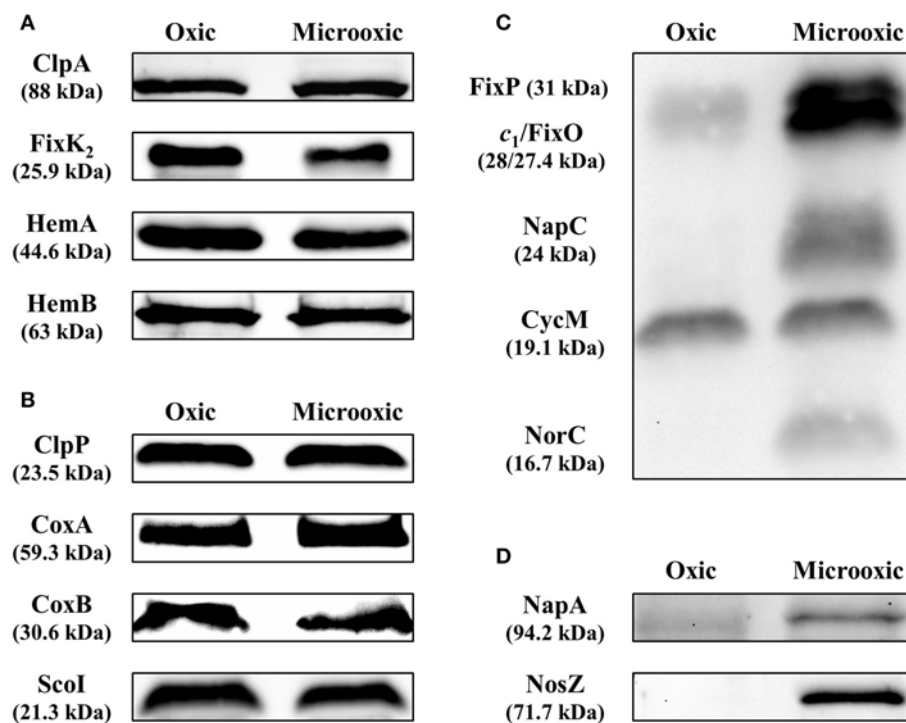 A
Oxic Microoxic
ClpA
(88 kDa)
FixK₂
(25.9 kDa)
HemA
(44.6 kDa)
HemB
(63 kDa)
B
Oxic Microoxic
ClpP
(23.5 kDa)
CoxA
(59.3 kDa)
CoxB
(30.6 kDa)
ScoI
(21.3 kDa)
C
Oxic Microoxic
FixP (31 kDa)
c₁/FixO
(28/27.4 kDa)
NapC
(24 kDa)
CycM
(19.1 kDa)
NorC
(16.7 kDa)
D
Oxic Microoxic
NapA
(94.2 kDa)
NosZ
(71.7 kDa)